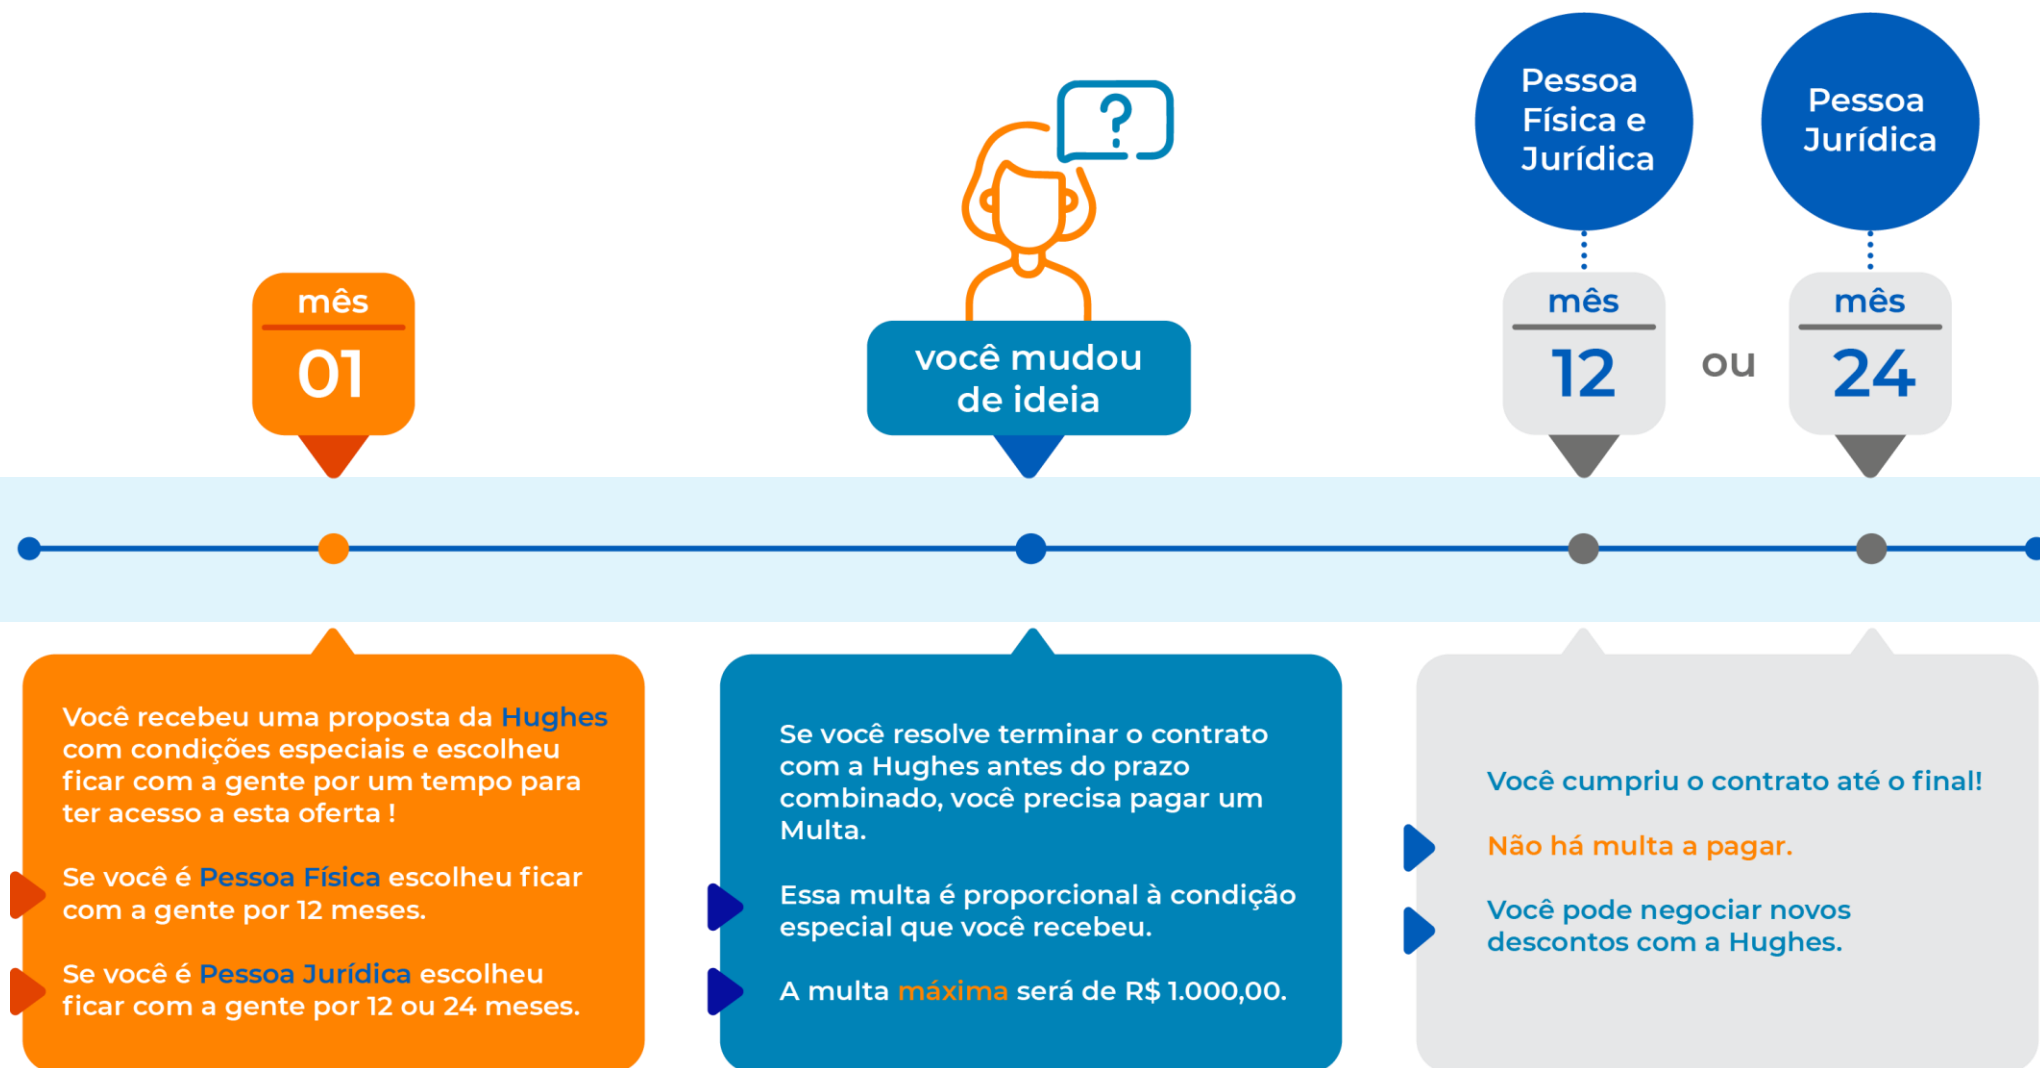 Pessoa
Física e
Jurídica
Pessoa
Jurídica
?
mês
01
você mudou
de ideia
mês
12
ou
mês
24
Você recebeu uma proposta da Hughes
com condições especiais e escolheu
ficar com a gente por um tempo para
ter acesso a esta oferta !
Se você é Pessoa Física escolheu ficar
com a gente por 12 meses.
Se você é Pessoa Jurídica escolheu
ficar com a gente por 12 ou 24 meses.
Se você resolve terminar o contrato
com a Hughes antes do prazo
combinado, você precisa pagar um
Multa.
Essa multa é proporcional à condição
especial que você recebeu.
A multa máxima será de R$ 1.000,00.
Você cumpriu o contrato até o final!
Não há multa a pagar.
Você pode negociar novos
descontos com a Hughes.